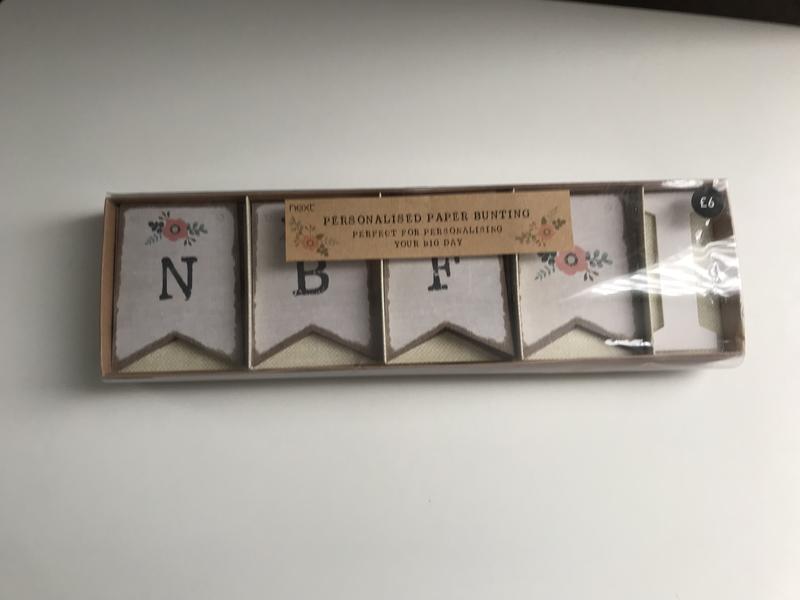 next
PERSONALISED PAPER BUNTING
PERFECT FOR PERSONALISING
YOUR BIG DAY
£6
N B F